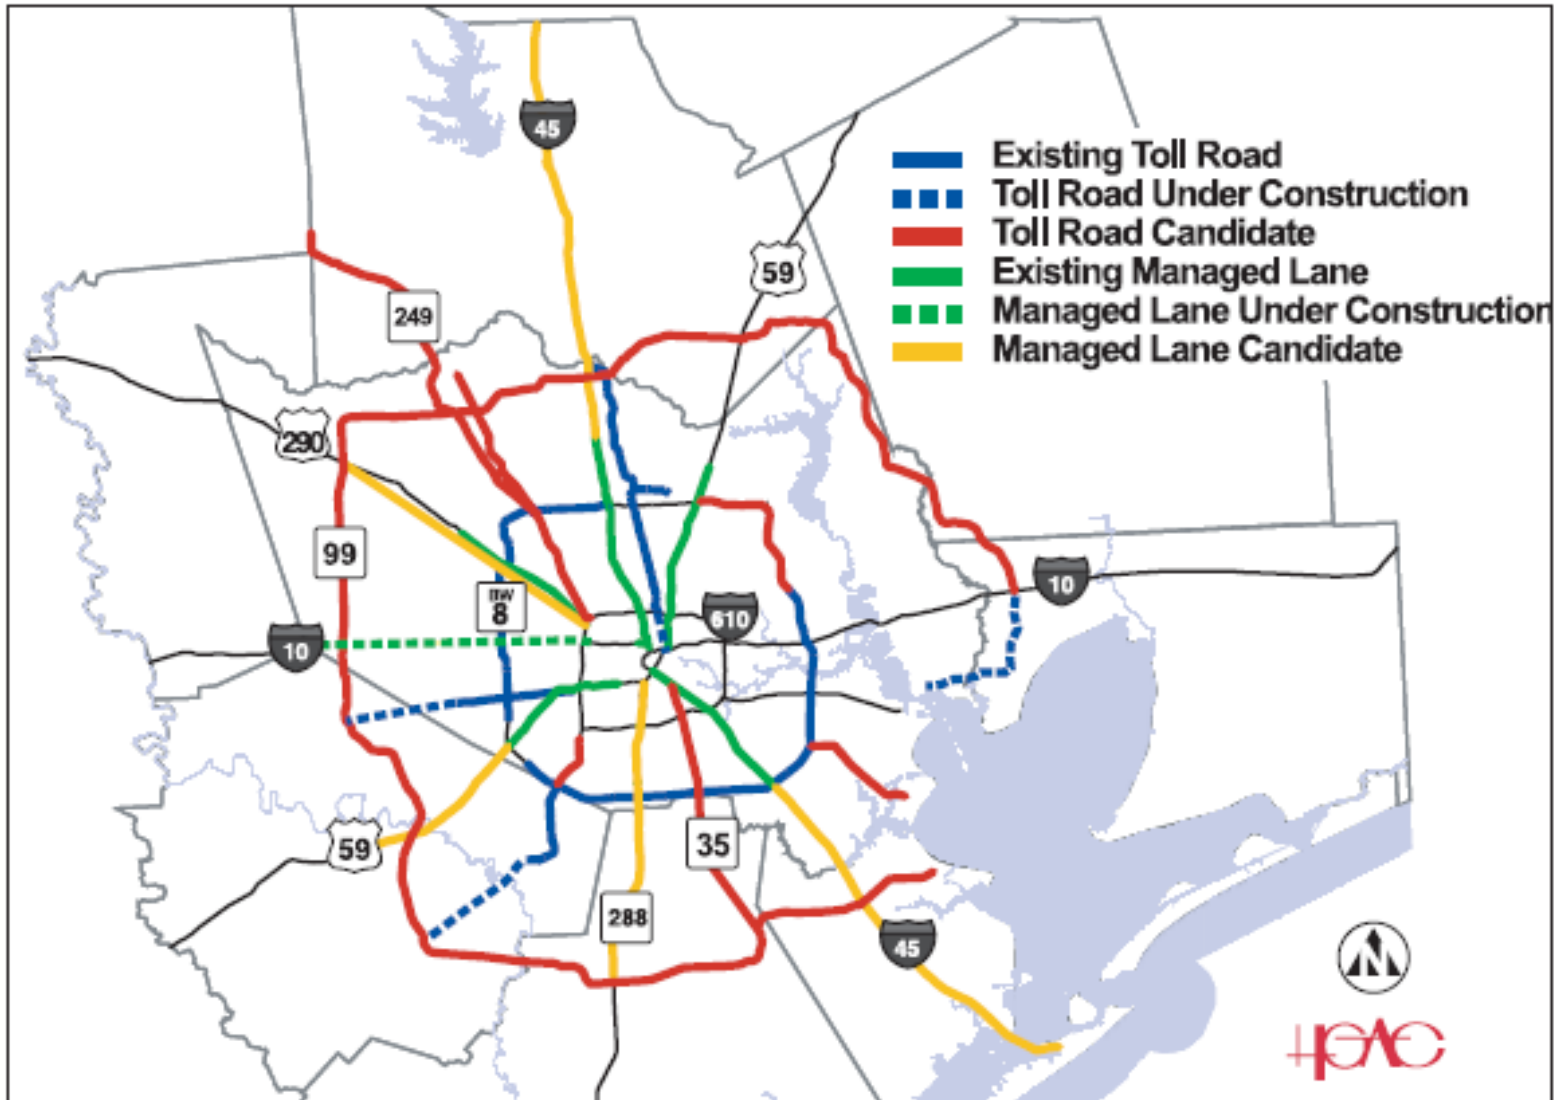 45
Existing Toll Road
Toll Road Under Construction
59
Toll Road Candidate
Existing Managed Lane
249
Managed Lane Under Construction
Managed Lane Candidate
290
99
10
BW
8
610
10
59
35
288
45